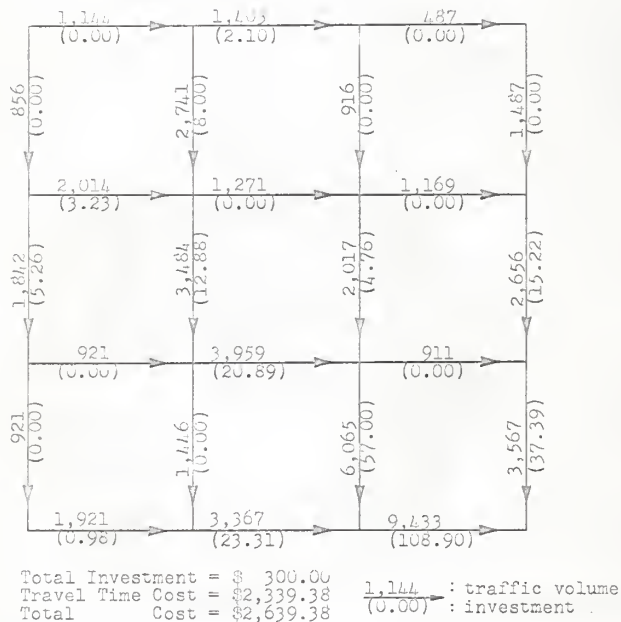 1,144 1,403 487
(0.00) (2.10) (0.00)
856 (0.00)
2,741 (8.00)
916 (0.00)
1,487 (0.00)
2,014 1,271 1,169
(3.23) (0.00) (0.00)
1,842 (5.26)
3,484 (12.88)
2,017 (4.76)
2,656 (15.22)
921 3,959 911
(0.00) (20.89) (0.00)
921 (0.00)
1,446 (0.00)
6,065 (57.00)
3,567 (37.39)
1,921 3,367 9,433
(0.98) (23.31) (108.90)
Total Investment = $ 300.00
Travel Time Cost = $2,339.38
Total Cost = $2,639.38
1,144 : traffic volume
(0.00) : investment